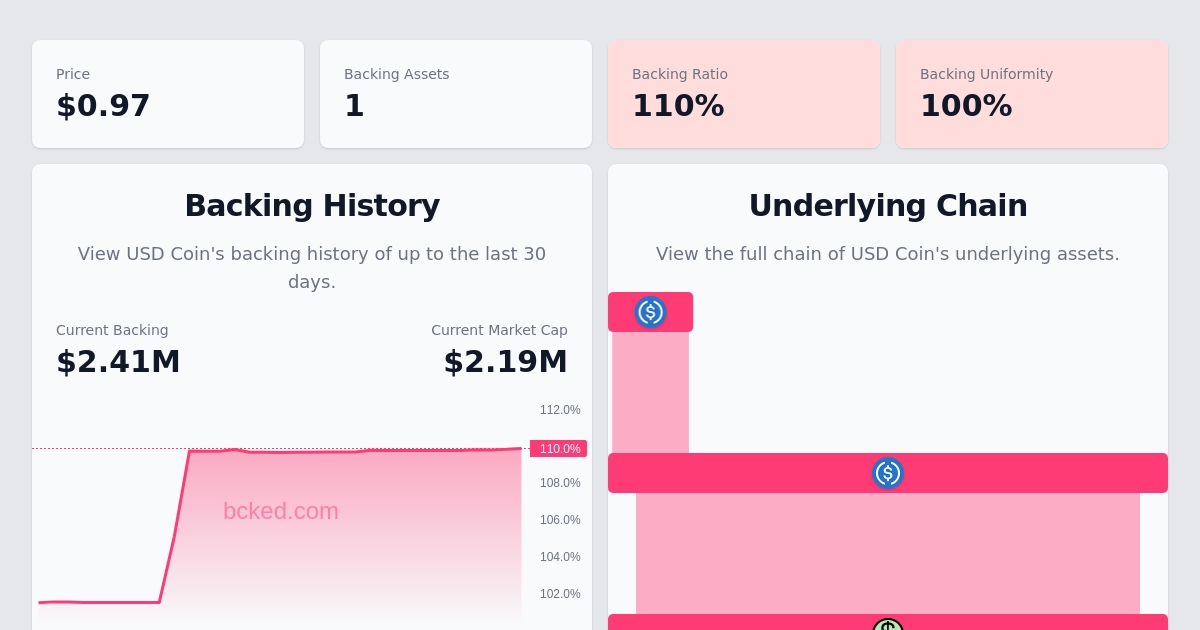 Price
$0.97
Backing Assets
1
Backing Ratio
110%
Backing Uniformity
100%
Backing History
View USD Coin's backing history of up to the last 30
days.
Current Backing
$2.41M
Current Market Cap
$2.19M
112.0%
110.0%
108.0%
106.0%
104.0%
102.0%
bcked.com
Underlying Chain
View the full chain of USD Coin's underlying assets.